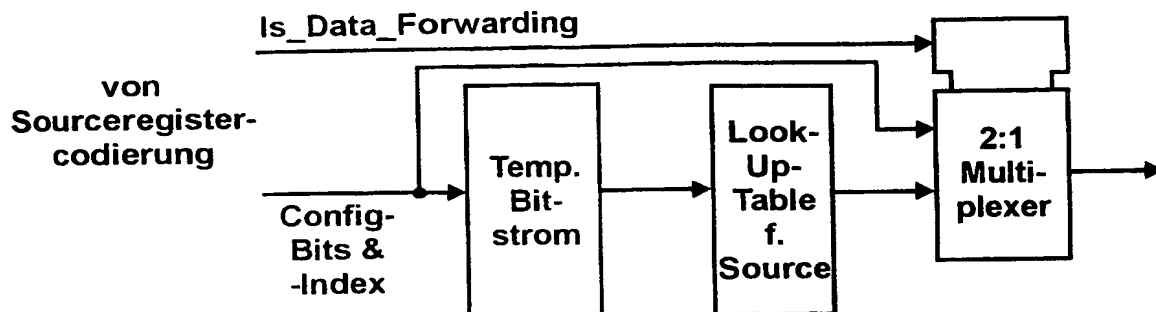 Is_Data_Forwarding
von
Sourceregister-
codierung
Config-
Bits &
-Index
Temp.
Bit-
strom
Look-
Up-
Table
f.
Source
2:1
Multi-
plexer